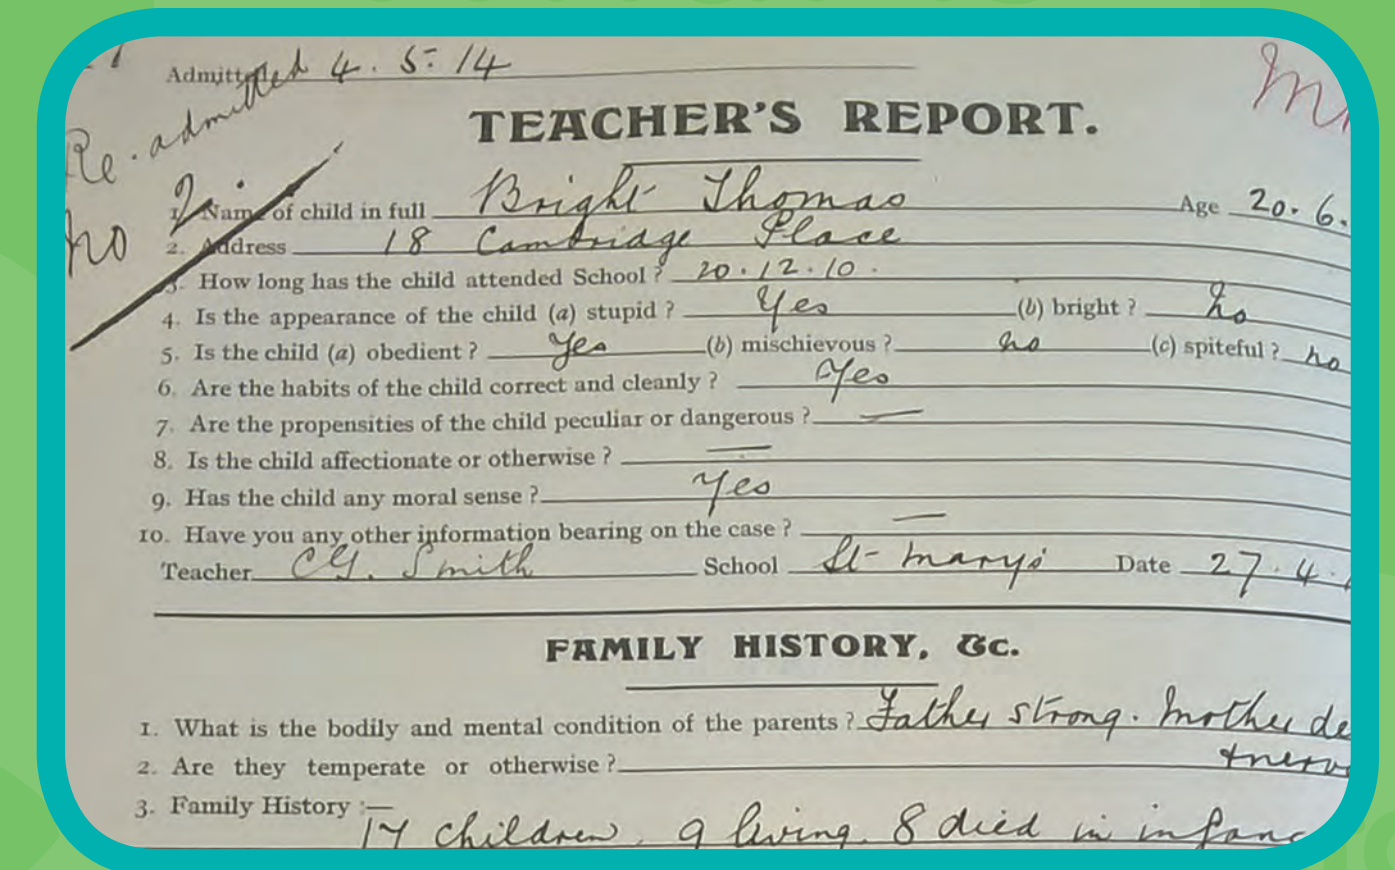 Admitted 4.5.14
Re-admitted
TEACHER'S REPORT.
no
1. Name of child in full Bright Thomas Age 20.6.
2. Address 18 Cambridge Place
3. How long has the child attended School? 20.12.10.
4. Is the appearance of the child (a) stupid? Yes (b) bright? No
5. Is the child (a) obedient? Yes (b) mischievous? no (c) spiteful? no
6. Are the habits of the child correct and cleanly? Yes
7. Are the propensities of the child peculiar or dangerous? —
8. Is the child affectionate or otherwise? —
9. Has the child any moral sense? Yes
10. Have you any other information bearing on the case? —
Teacher Smith School St Mary's Date 27.4.
FAMILY HISTORY, &c.
1. What is the bodily and mental condition of the parents? Father strong. Mother de
2. Are they temperate or otherwise? + nerv
3. Family History :—
17 children, 9 living 8 died in infanc